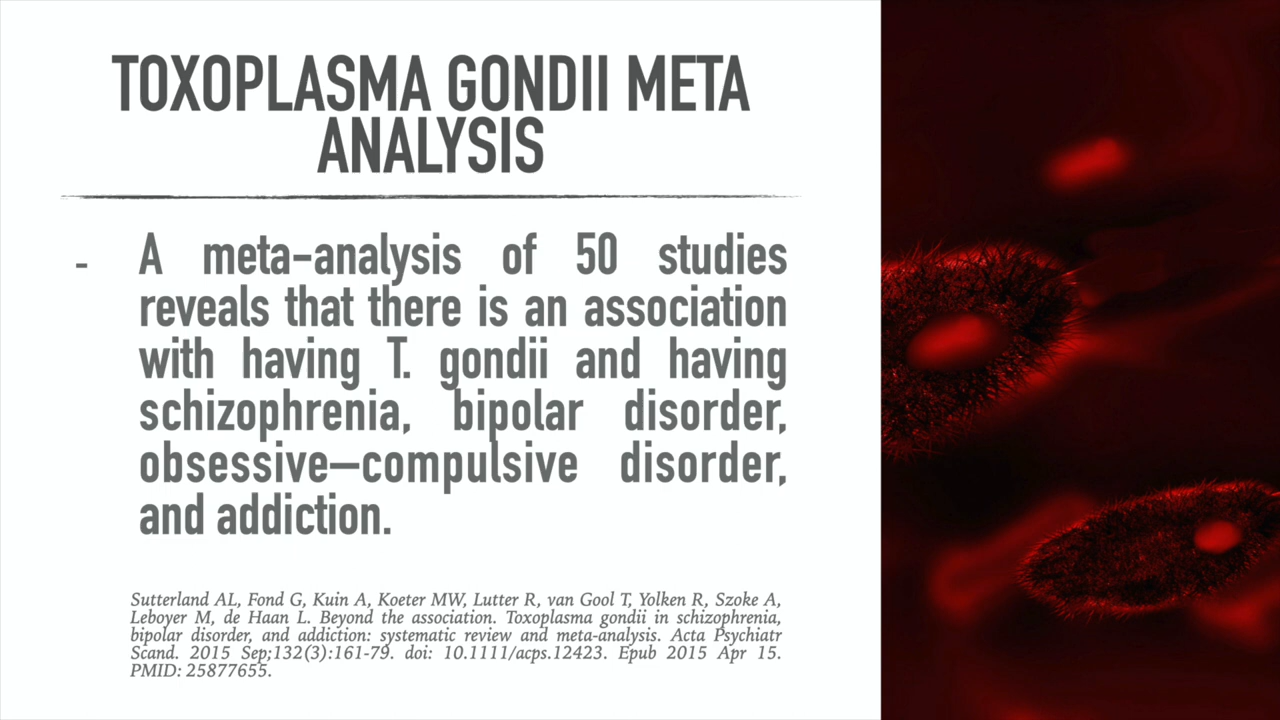 TOXOPLASMA GONDII META
ANALYSIS
- A meta-analysis of 50 studies
reveals that there is an association
with having T. gondii and having
schizophrenia, bipolar disorder,
obsessive–compulsive disorder,
and addiction.
Sutterland AL, Fond G, Kuin A, Koeter MW, Lutter R, van Gool T, Yolken R, Szoke A,
Leboyer M, de Haan L. Beyond the association. Toxoplasma gondii in schizophrenia,
bipolar disorder, and addiction: systematic review and meta-analysis. Acta Psychiatr
Scand. 2015 Sep;132(3):161-79. doi: 10.1111/acps.12423. Epub 2015 Apr 15.
PMID: 25877655.